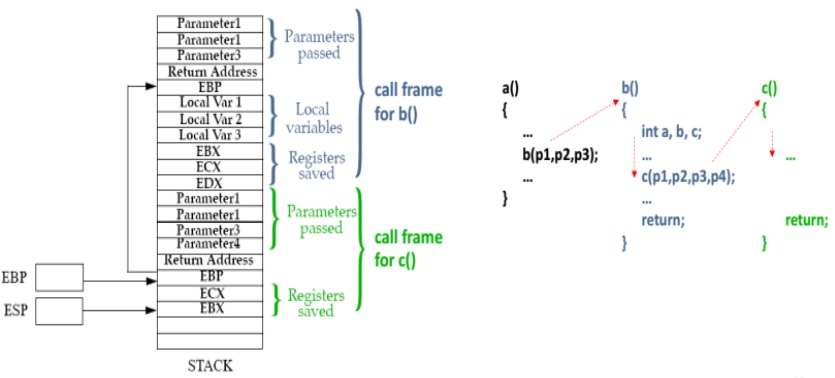 Parameter1
Parameter1
Parameter3
Return Address
EBP
Local Var 1
Local Var 2
Local Var 3
EBX
ECX
EDX
Parameter1
Parameter1
Parameter3
Parameter4
Return Address
EBP
ECX
EBX
STACK
EBP
ESP
Parameters
passed
Local
variables
Registers
saved
Parameters
passed
Registers
saved
call frame
for b()
call frame
for c()
a()
{
...
b(p1,p2,p3);
...
}
b()
{
int a, b, c;
...
c(p1,p2,p3,p4);
...
return;
}
c()
{
...
return;
}